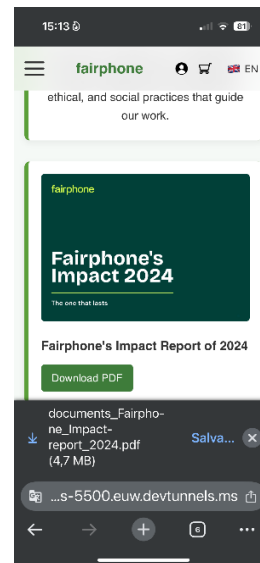 15:13
81
fairphone
EN
ethical, and social practices that guide
our work.
fairphone
Fairphone's
Impact 2024
The one that lasts
Fairphone's Impact Report of 2024
Download PDF
documents_Fairpho-
ne_Impact-
report_2024.pdf
(4,7 MB)
Salva...
...s-5500.euw.devtunnels.ms
6